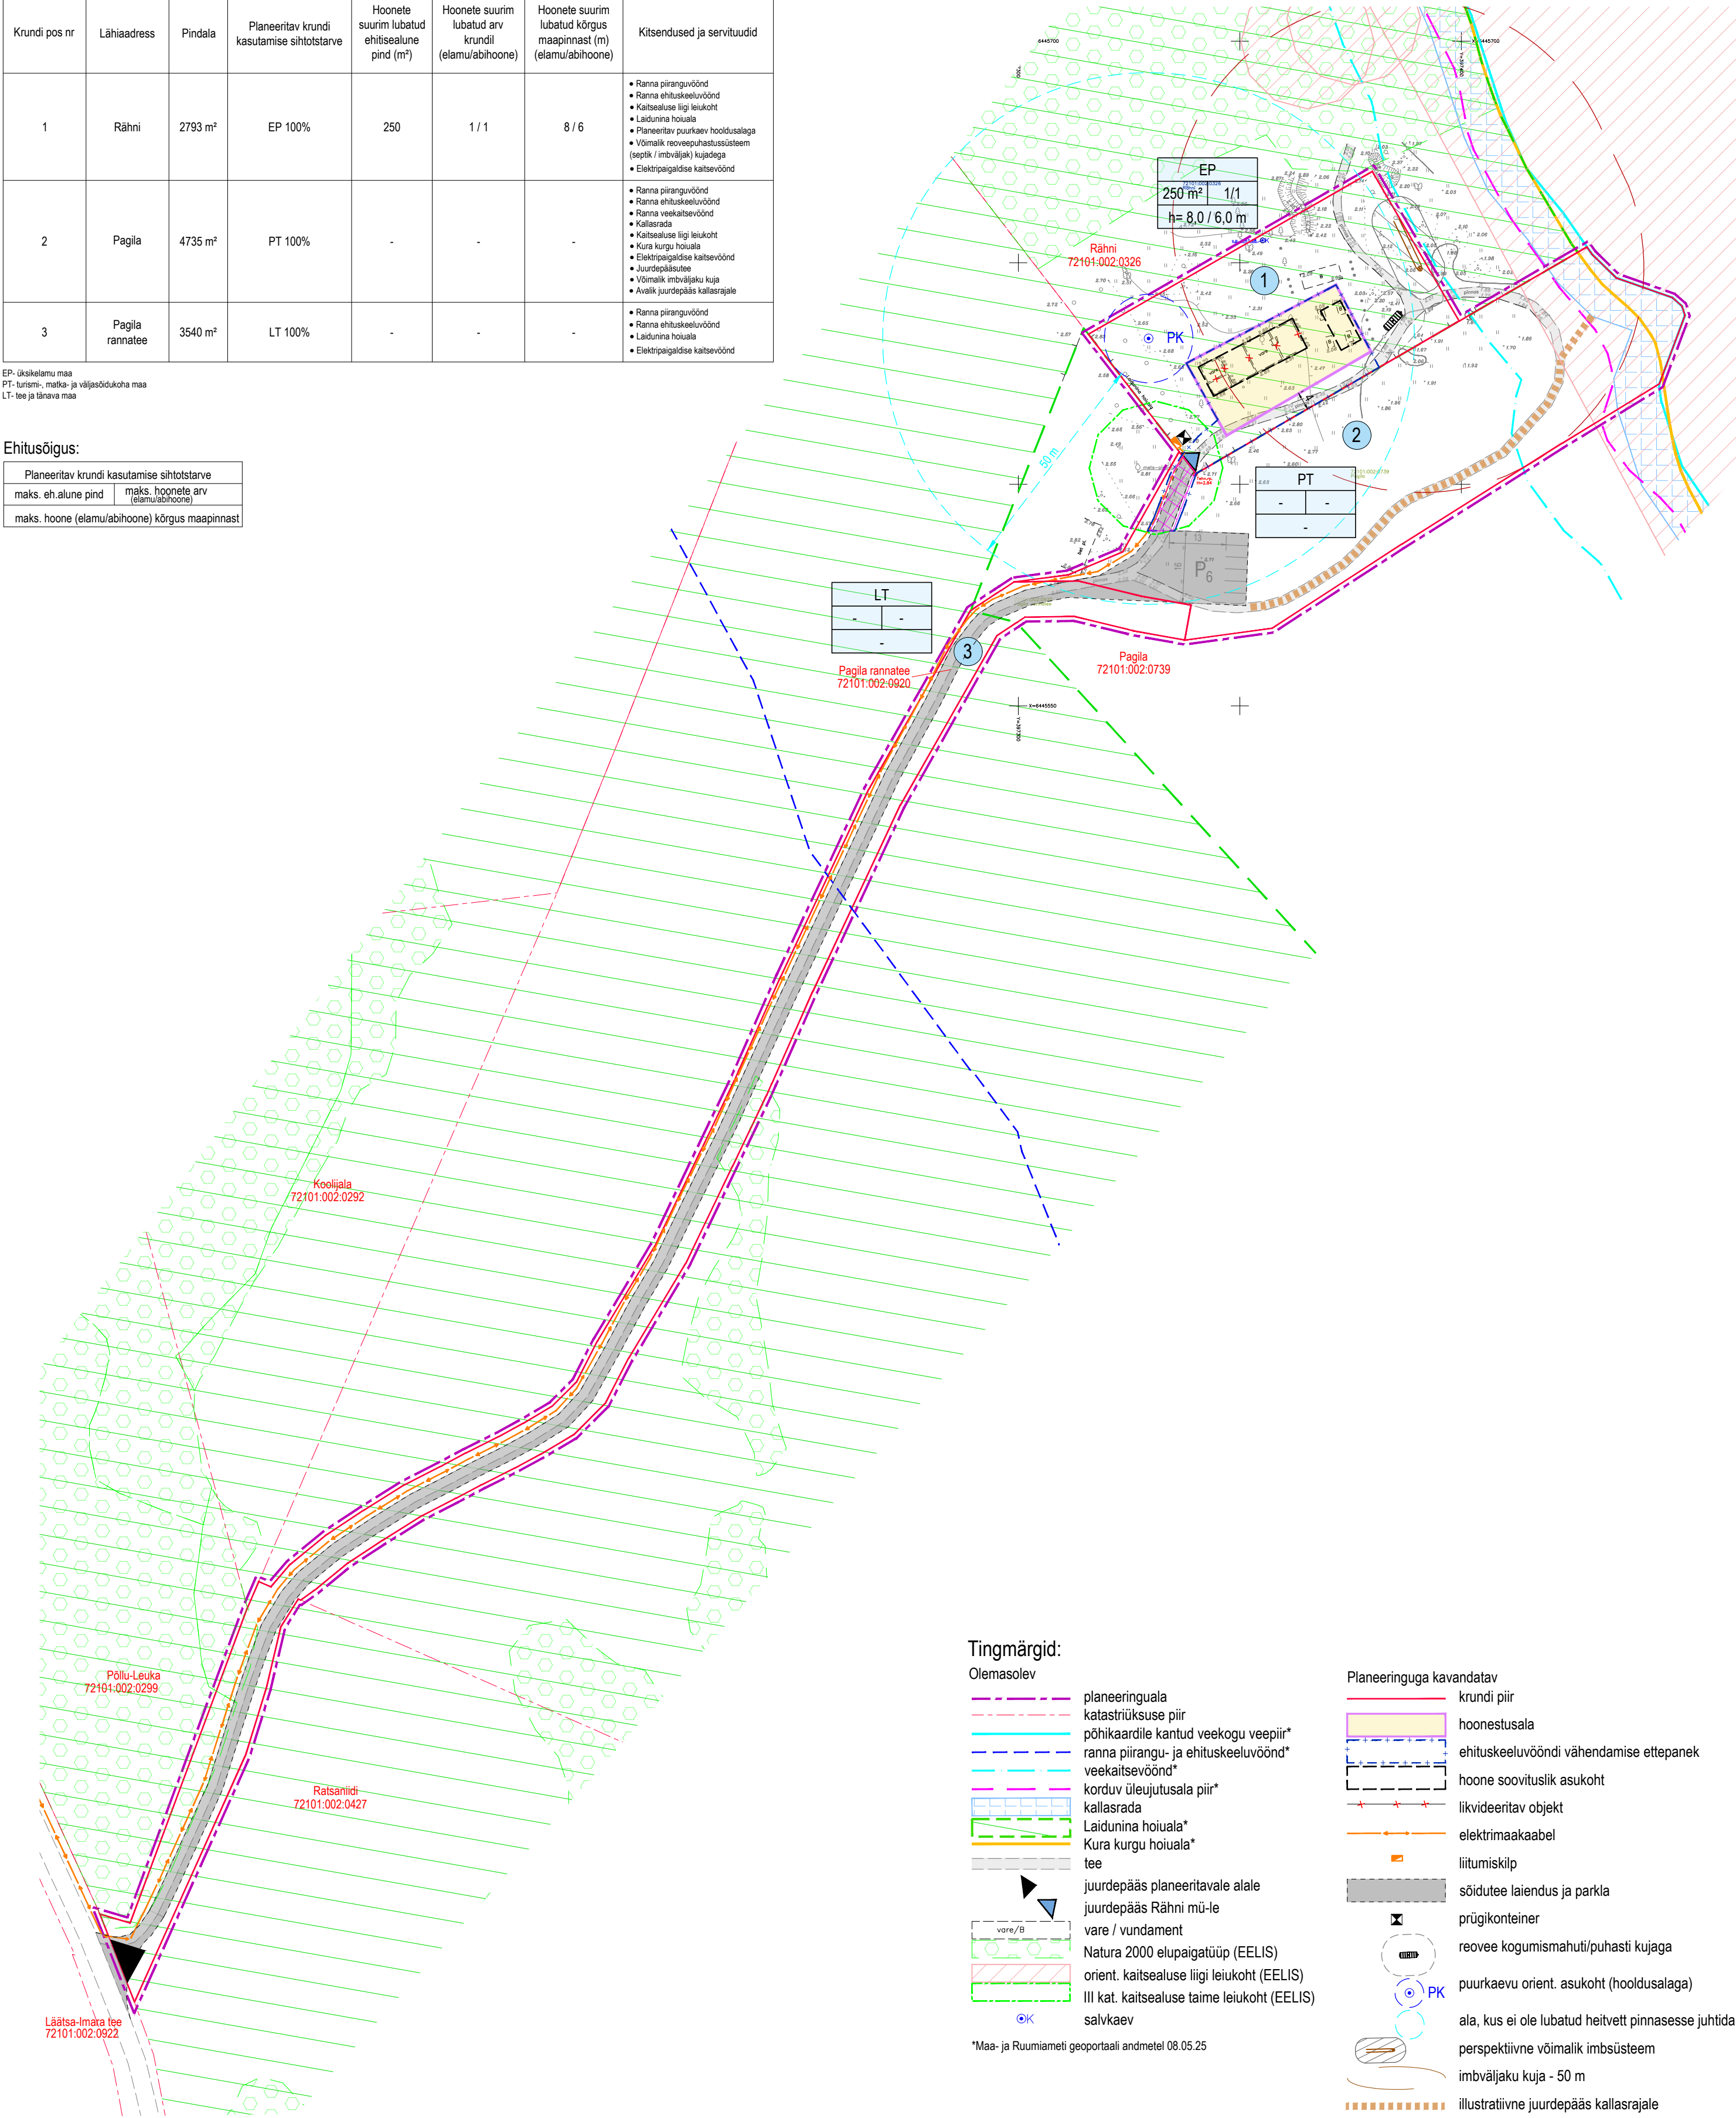 Krundi pos nr
Lähiaadress
Pindala
Planeeritav krundi
kasutamise sihtotstarve
Hoonete
suurim lubatud
ehitisealune
pind (m²)
Hoonete suurim
lubatud arv
krundil
(elamu/abihoone)
Hoonete suurim
lubatud kõrgus
maapinnast (m)
(elamu/abihoone)
Kitsendused ja servituudid
1
Rähni
2793 m²
EP 100%
250
1 / 1
8 / 6
• Ranna piiranguvöönd
• Ranna ehituskeeluvöönd
• Kaitsealuse liigi leiukoht
• Laidunina hoiuala
• Planeeritav puurkaev hooldusalaga
• Võimalik reoveepuhastussüsteem
(septik / imbväljak) kujadega
• Elektripaigaldise kaitsevöönd
2
Pagila
4735 m²
PT 100%
-
-
-
• Ranna piiranguvöönd
• Ranna ehituskeeluvöönd
• Ranna veekaitsevöönd
• Kallasrada
• Kaitsealuse liigi leiukoht
• Kura kurgu hoiuala
• Elektripaigaldise kaitsevöönd
• Juurdepääsutee
• Võimalik imbväljaku kuja
• Avalik juurdepääs kallasrajale
3
Pagila
rannatee
3540 m²
LT 100%
-
-
-
• Ranna piiranguvöönd
• Ranna ehituskeeluvöönd
• Laidunina hoiuala
• Elektripaigaldise kaitsevöönd
EP- üksikelamu maa
PT- turismi-, matka- ja väljasõidukoha maa
LT- tee ja tänava maa
Ehitusõigus:
Planeeritav krundi kasutamise sihtotstarve
maks. eh.alune pind
maks. hoonete arv
(elamu/abihoone)
maks. hoone (elamu/abihoone) kõrgus maapinnast
6445700
X=6445700
EP
250 m²
1/1
h= 8,0 / 6,0 m
Rähni
72101:002:0326
1
PK
2
50 m
PT
-
-
-
13
16
P6
LT
-
-
-
3
Pagila rannatee
72101:002:0920
Pagila
72101:002:0739
X=6445550
Y=397300
Koolijala
72101:002:0292
Põllu-Leuka
72101:002:0299
Ratsaniidi
72101:002:0427
Läätsa-Imara tee
72101:002:0922
Tingmärgid:
Olemasolev
planeeringuala
katastriüksuse piir
põhikaardile kantud veekogu veepiir*
ranna piirangu- ja ehituskeeluvöönd*
veekaitsevöönd*
korduv üleujutusala piir*
kallasrada
Laidunina hoiuala*
Kura kurgu hoiuala*
tee
juurdepääs planeeritavale alale
juurdepääs Rähni mü-le
vare/B
vare / vundament
Natura 2000 elupaigatüüp (EELIS)
orient. kaitsealuse liigi leiukoht (EELIS)
III kat. kaitsealuse taime leiukoht (EELIS)
K
salvkaev
*Maa- ja Ruumiameti geoportaali andmetel 08.05.25
Planeeringuga kavandatav
krundi piir
hoonestusala
ehituskeeluvööndi vähendamise ettepanek
hoone soovituslik asukoht
likvideeritav objekt
elektrimaakaabel
liitumiskilp
sõidutee laiendus ja parkla
prügikonteiner
reovee kogumismahuti/puhasti kujaga
PK
puurkaevu orient. asukoht (hooldusalaga)
ala, kus ei ole lubatud heitvett pinnasesse juhtida
perspektiivne võimalik imbsüsteem
imbväljaku kuja - 50 m
illustratiivne juurdepääs kallasrajale